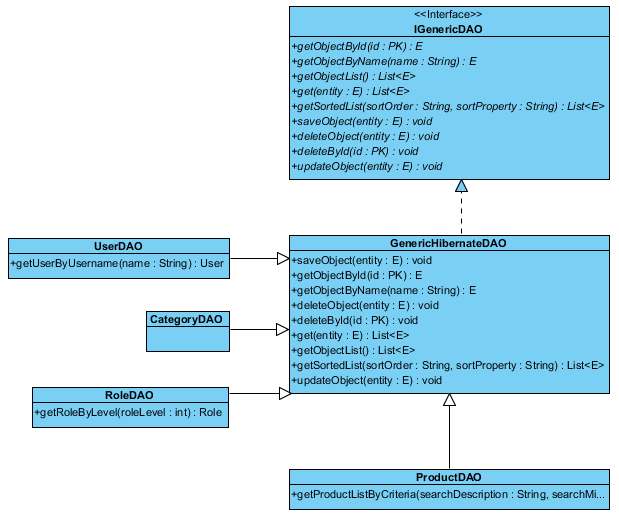 <<Interface>>
IGenericDAO
+getObjectById(id : PK) : E
+getObjectByName(name : String) : E
+getObjectList() : List<E>
+get(entity : E) : List<E>
+getSortedList(sortOrder : String, sortProperty : String) : List<E>
+saveObject(entity : E) : void
+deleteObject(entity : E) : void
+deleteById(id : PK) : void
+updateObject(entity : E) : void
UserDAO
+getUserByUsername(name : String) : User
GenericHibernateDAO
+saveObject(entity : E) : void
+getObjectById(id : PK) : E
+getObjectByName(name : String) : E
+deleteObject(entity : E) : void
+deleteById(id : PK) : void
+get(entity : E) : List<E>
+getObjectList() : List<E>
+getSortedList(sortOrder : String, sortProperty : String) : List<E>
+updateObject(entity : E) : void
CategoryDAO
RoleDAO
+getRoleByLevel(roleLevel : int) : Role
ProductDAO
+getProductListByCriteria(searchDescription : String, searchMi...